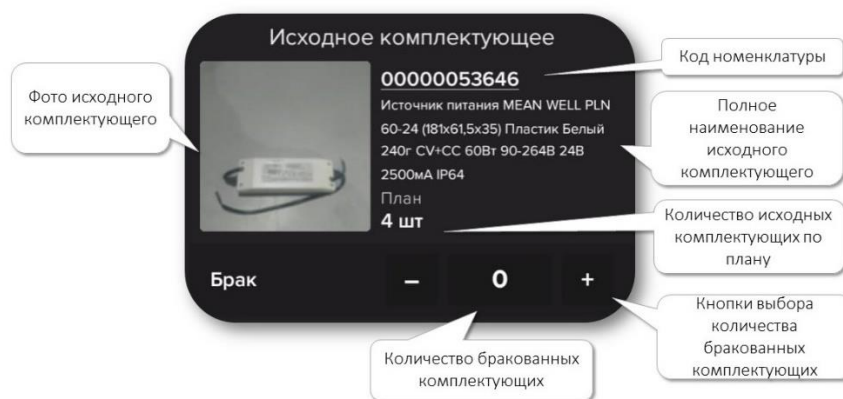 Исходное комплектующее
Фото исходного
комплектующего
00000053646
Источник питания MEAN WELL PLN
60-24 (181x61,5x35) Пластик Белый
240г CV+CC 60Вт 90-264В 24В
2500мА IP64
План
4 шт
Код номенклатуры
Полное
наименование
исходного
комплектующего
Количество исходных
комплектующих по
плану
Брак
–
0
+
Кнопки выбора
количества
бракованных
комплектующих
Количество бракованных
комплектующих